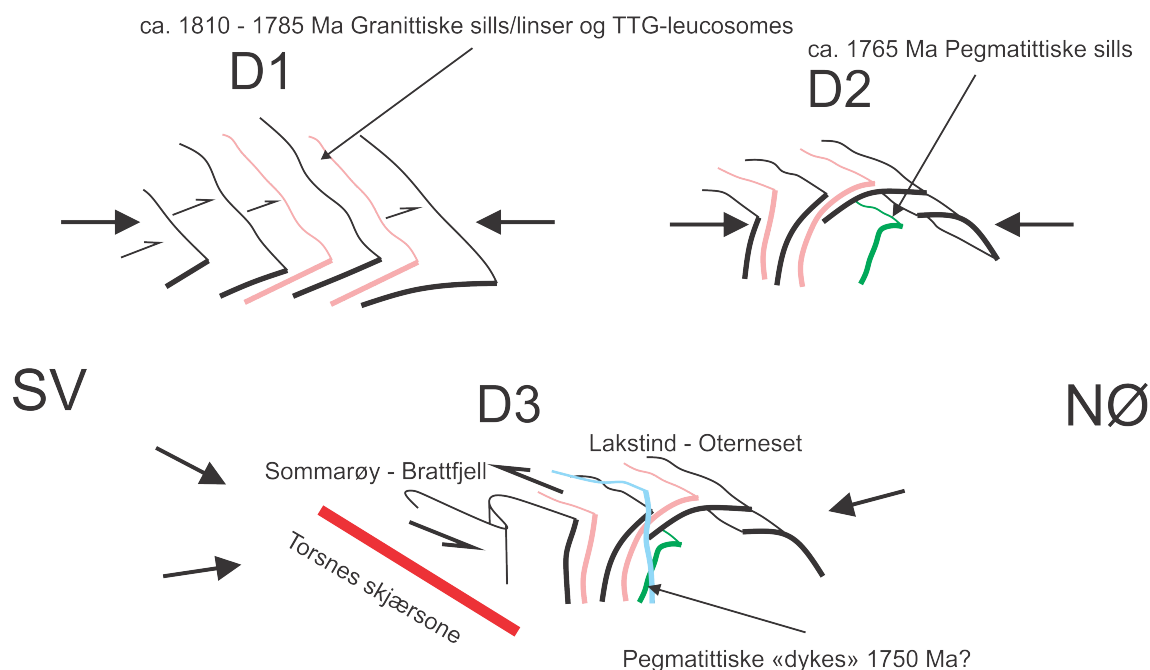 ca. 1810 - 1785 Ma Granittiske sills/linser og TTG-leucosomes
D1
ca. 1765 Ma Pegmatittiske sills
D2
SV
NØ
D3
Lakstind - Oterneset
Sommarøy - Brattfjell
Torsnes skjærsone
Pegmatittiske «dykes» 1750 Ma?